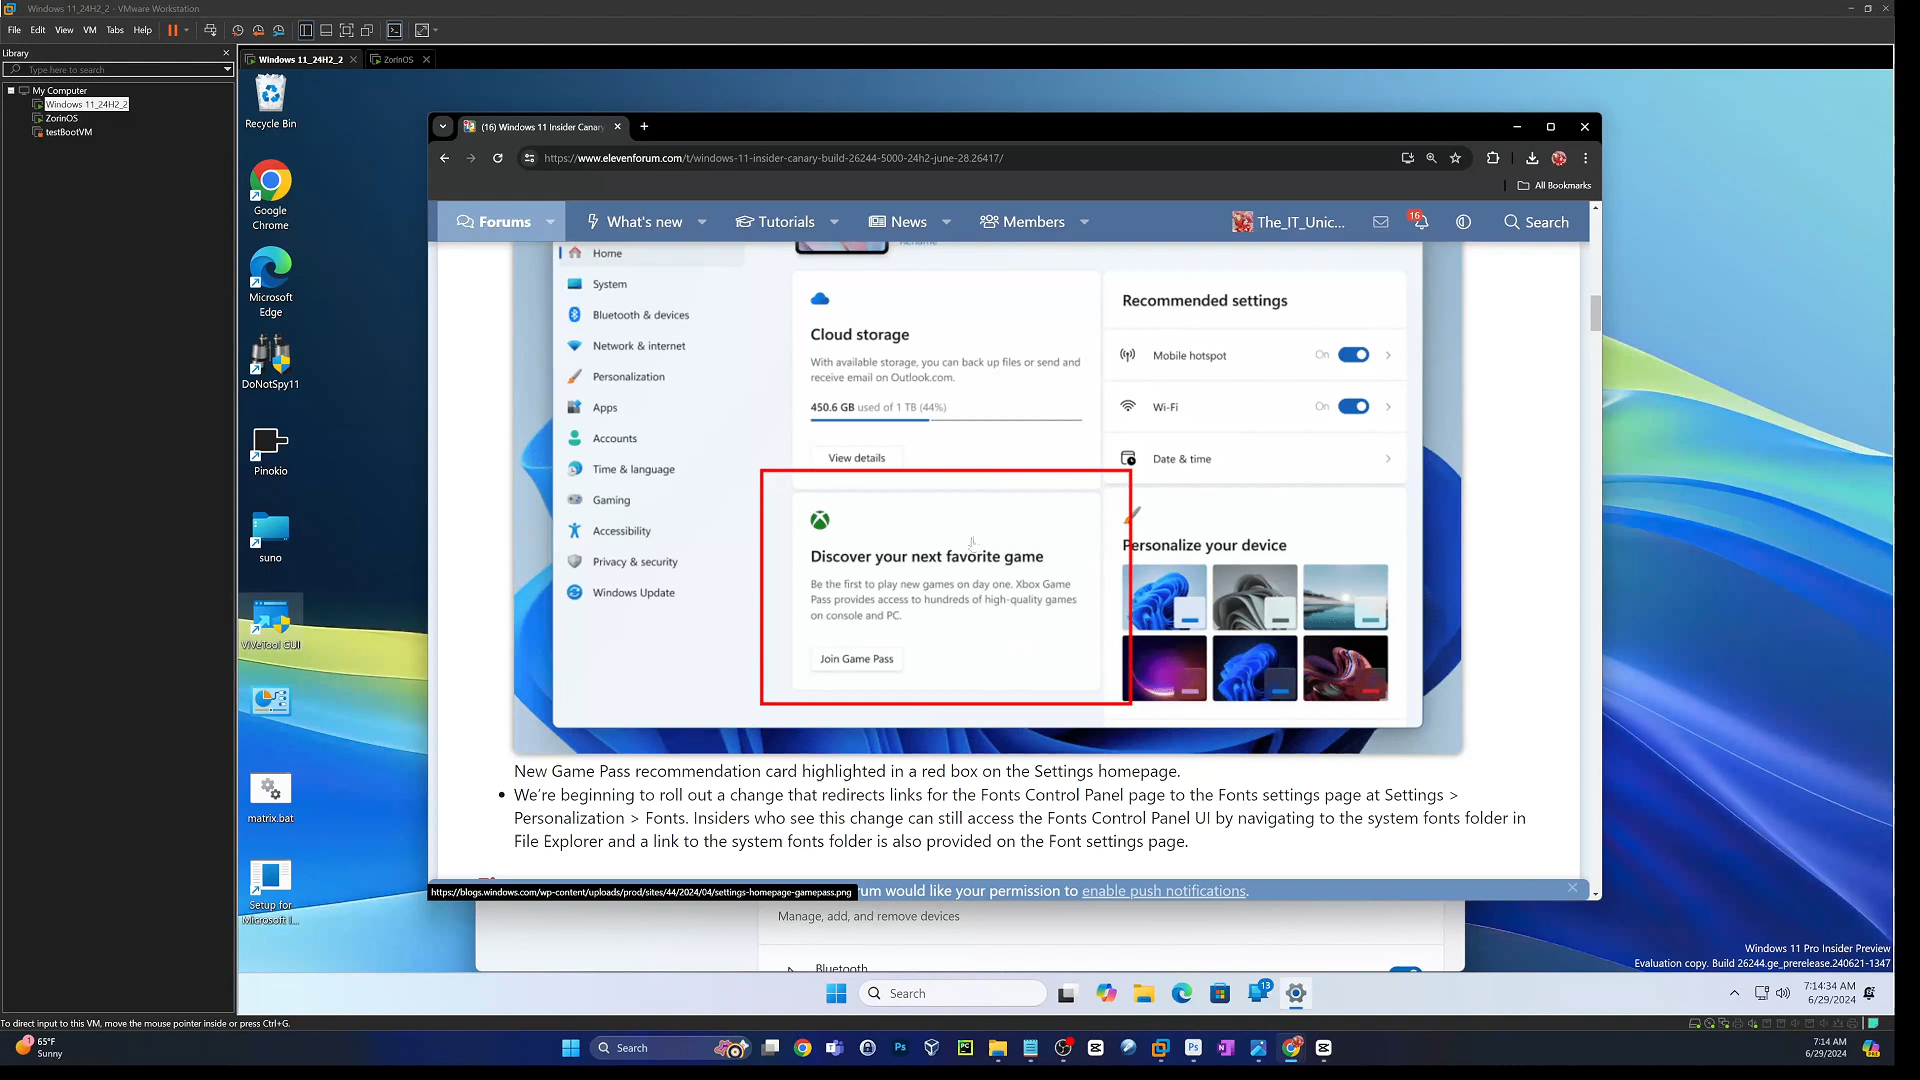 Windows 11_24H2_2 - VMware Workstation
File Edit View VM Tabs Help
Library
Type here to search
My Computer
Windows 11_24H2_2
ZorinOS
testBootVM
Windows 11_24H2_2
ZorinOS
Recycle Bin
Google
Chrome
Microsoft
Edge
DoNotSpy11
Pinokio
suno
ViVeTool GUI
matrix.bat
Setup for
Microsoft I...
(16) Windows 11 Insider Canary
https://www.elevenforum.com/t/windows-11-insider-canary-build-26244-5000-24h2-june-28.26417/
All Bookmarks
Forums What's new Tutorials News Members The_IT_Unic... 16 Search
Rename
Home
System
Bluetooth & devices
Network & internet
Personalization
Apps
Accounts
Time & language
Gaming
Accessibility
Privacy & security
Windows Update
Cloud storage
With available storage, you can back up files or send and
receive email on Outlook.com.
450.6 GB used of 1 TB (44%)
View details
Discover your next favorite game
Be the first to play new games on day one. Xbox Game
Pass provides access to hundreds of high-quality games
on console and PC.
Join Game Pass
Recommended settings
Mobile hotspot On
Wi-Fi On
Date & time
Personalize your device
New Game Pass recommendation card highlighted in a red box on the Settings homepage.
• We're beginning to roll out a change that redirects links for the Fonts Control Panel page to the Fonts settings page at Settings >
Personalization > Fonts. Insiders who see this change can still access the Fonts Control Panel UI by navigating to the system fonts folder in
File Explorer and a link to the system fonts folder is also provided on the Font settings page.
https://blogs.windows.com/wp-content/uploads/prod/sites/44/2024/04/settings-homepage-gamepass.png
rum would like your permission to enable push notifications.
Manage, add, and remove devices
Bluetooth
Windows 11 Pro Insider Preview
Evaluation copy. Build 26244.ge_prerelease.240621-1347
Search
13
7:14:34 AM
6/29/2024
To direct input to this VM, move the mouse pointer inside or press Ctrl+G.
65°F
Sunny
Search
7:14 AM
6/29/2024